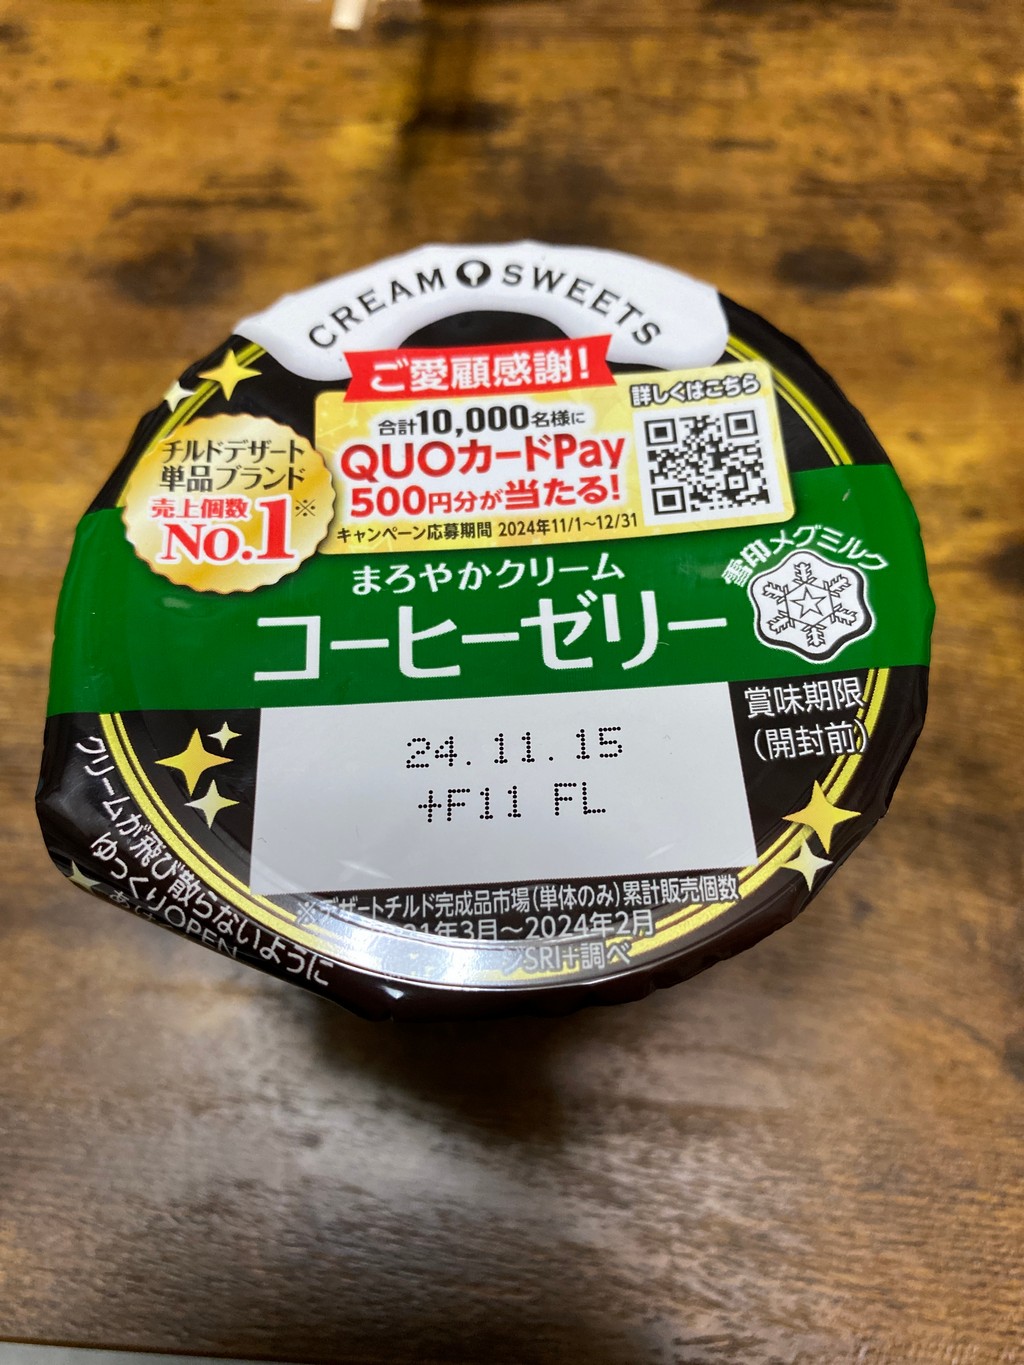 CREAM SWEETS
ご愛顧感謝!
詳しくはこちら
合計10,000名様に
QUOカードPay
500円分が当たる!
キャンペーン応募期間 2024年11/1~12/31
チルドデザート
単品ブランド
売上個数
No.1※
雪印メグミルク
まろやかクリーム
コーヒーゼリー
賞味期限
(開封前)
24.11.15
+F11 FL
※デザートチルド完成品市場(単体のみ)累計販売個数
年3月~2024年2月
SRI+調べ
クリームが飛び散らないように
ゆっくりOPEN